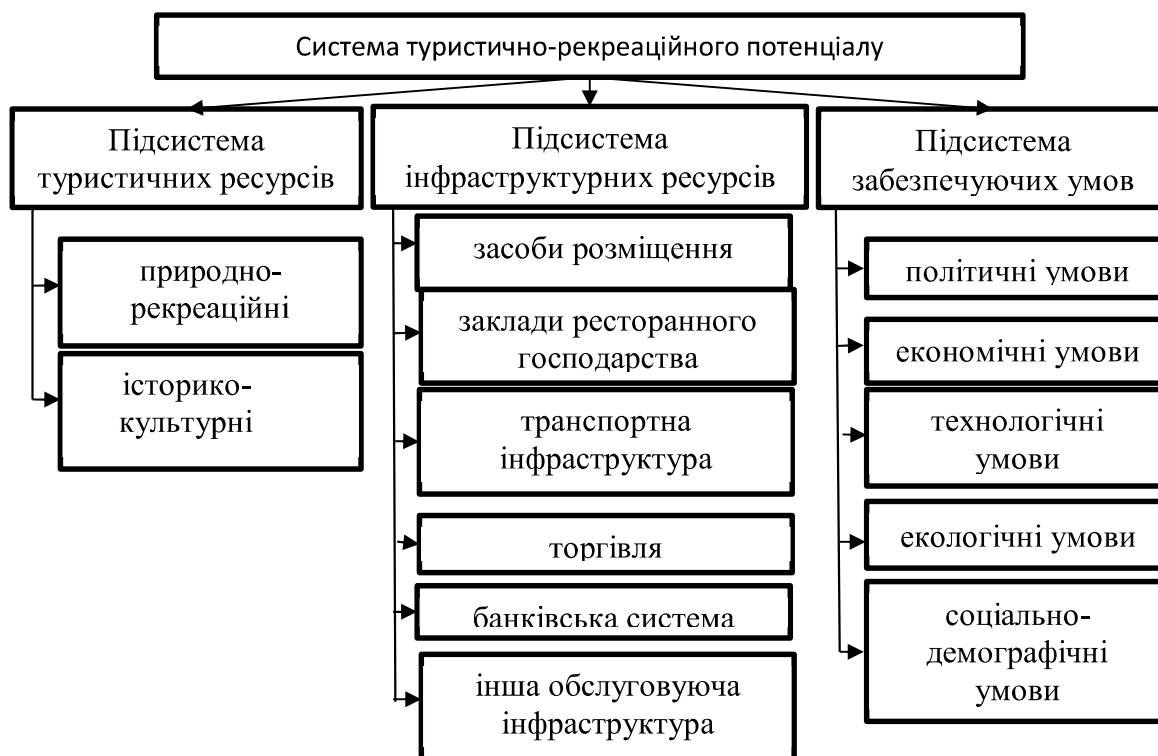 Система туристично-рекреаційного потенціалу
Підсистема
туристичних ресурсів
природно-
рекреаційні
історико-
культурні
Підсистема
інфраструктурних ресурсів
засоби розміщення
заклади ресторанного
господарства
транспортна
інфраструктура
торгівля
банківська система
інша обслуговуюча
інфраструктура
Підсистема
забезпечуючих умов
політичні умови
економічні умови
технологічні
умови
екологічні умови
соціально-
демографічні
умови